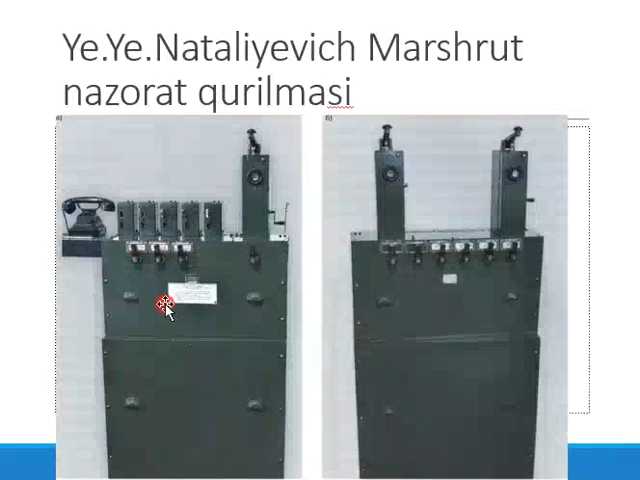 Ye.Ye.Nataliyevich Marshrut
nazorat qurilmasi
а)
б)